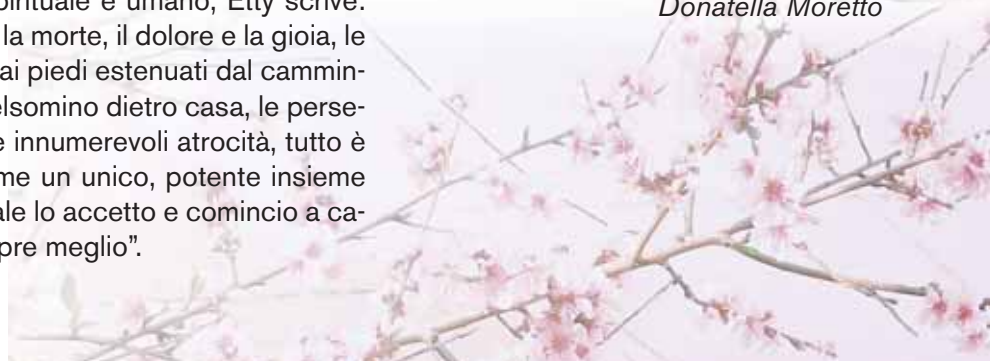 pirituale e umano, Etty scrive:
la morte, il dolore e la gioia, le
ai piedi estenuati dal cammin-
elsomino dietro casa, le perse-
e innumerevoli atrocità, tutto è
me un unico, potente insieme
ale lo accetto e comincio a ca-
pre meglio”.
Donatella Moretto